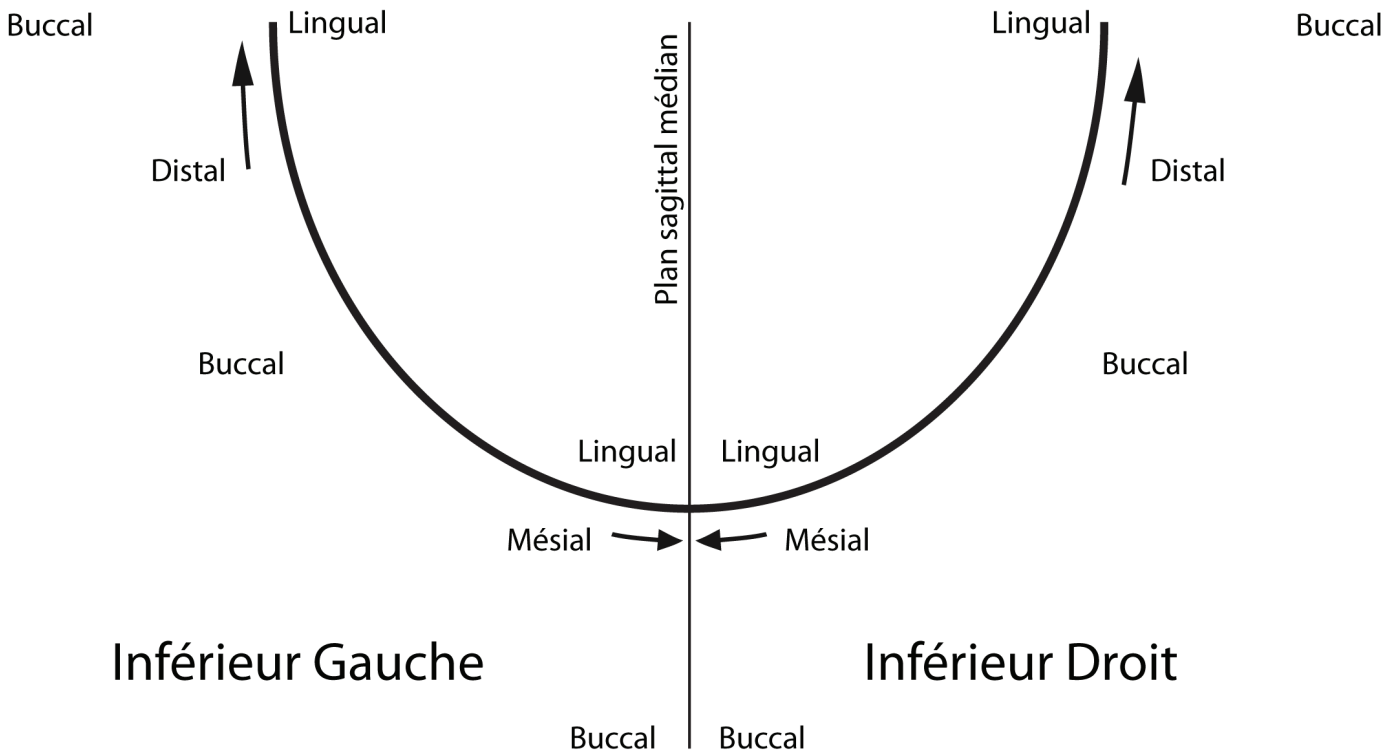 Buccal
Lingual
Lingual
Buccal
Plan sagittal médian
Distal
Distal
Buccal
Buccal
Lingual
Lingual
Mésial
Mésial
Inférieur Gauche
Inférieur Droit
Buccal
Buccal